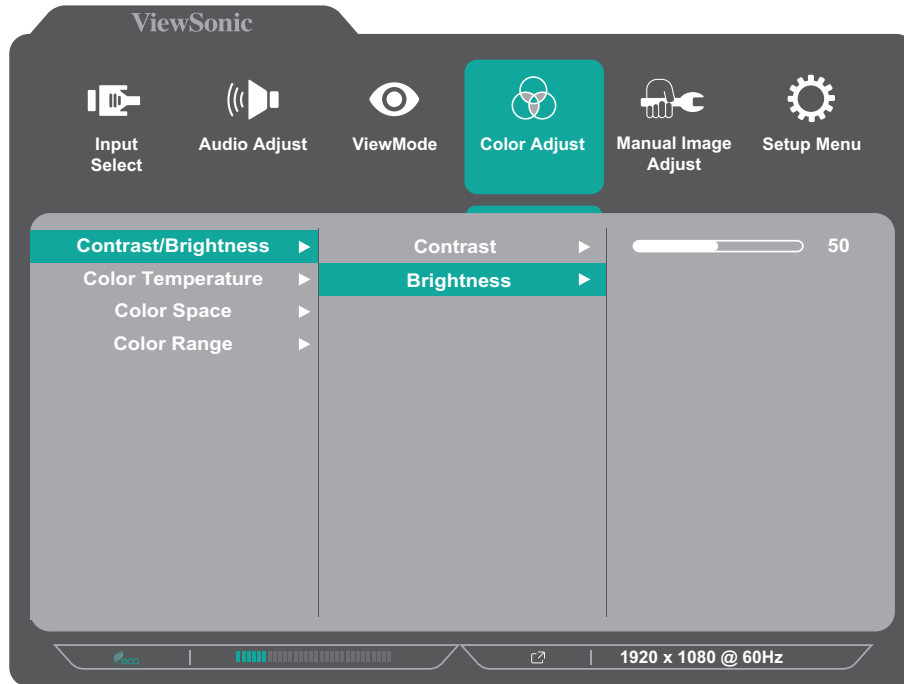 ViewSonic
Input
Select
Audio Adjust
ViewMode
Color Adjust
Manual Image
Adjust
Setup Menu
Contrast/Brightness
Contrast
50
Color Temperature
Brightness
Color Space
Color Range
eco
1920 x 1080 @ 60Hz